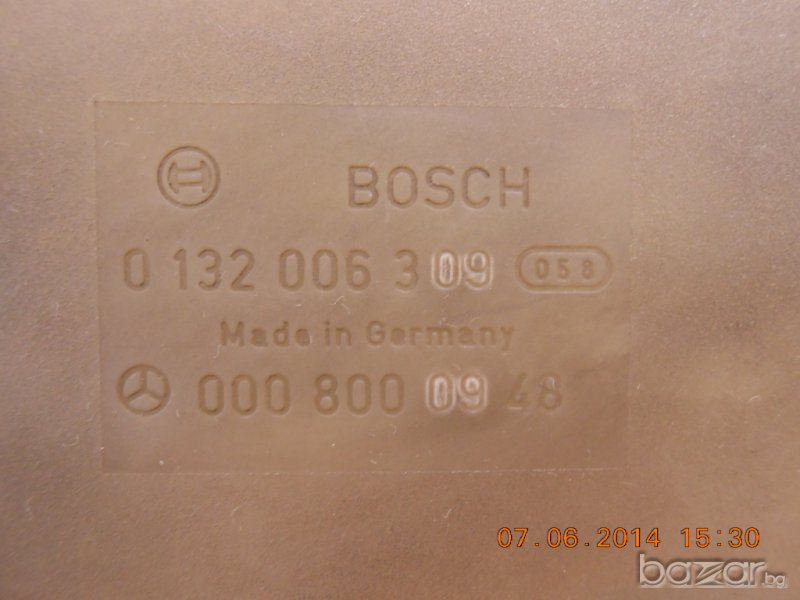 BOSCH
0 132 006 309 058
Made in Germany
000 800 09 48
07.06.2014 15:30
bazar.bg